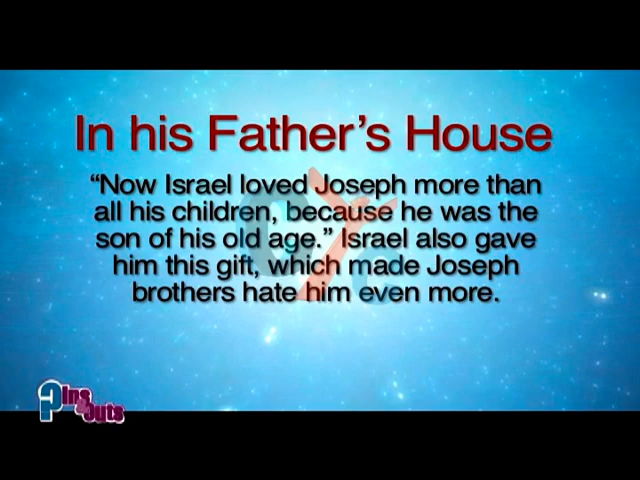 In his Father's House
“Now Israel loved Joseph more than
all his children, because he was the
son of his old age.” Israel also gave
him this gift, which made Joseph
brothers hate him even more.
Ins
Outs